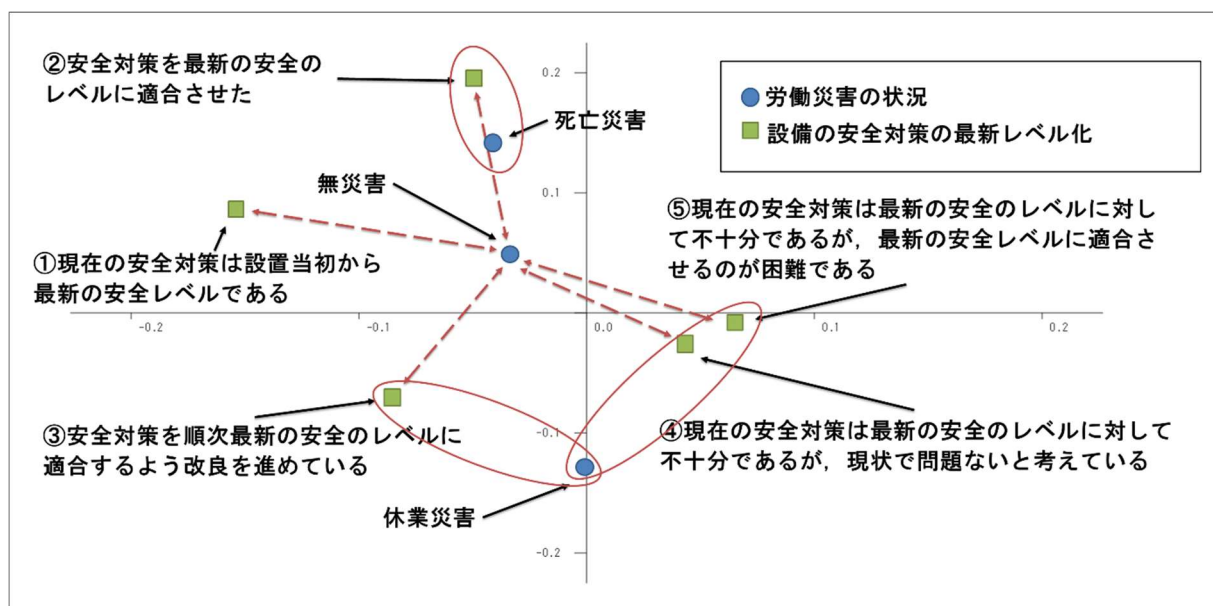 ②安全対策を最新の安全の
レベルに適合させた
死亡災害
無災害
①現在の安全対策は設置当初から
最新の安全レベルである
労働災害の状況
設備の安全対策の最新レベル化
⑤現在の安全対策は最新の安全のレベルに対し
て不十分であるが，最新の安全レベルに適合さ
せるのが困難である
0.2
0.1
-0.2
-0.1
0.0
0.1
0.2
-0.1
-0.2
③安全対策を順次最新の安全のレベルに
適合するよう改良を進めている
④現在の安全対策は最新の安全のレベルに対して
不十分であるが，現状で問題ないと考えている
休業災害